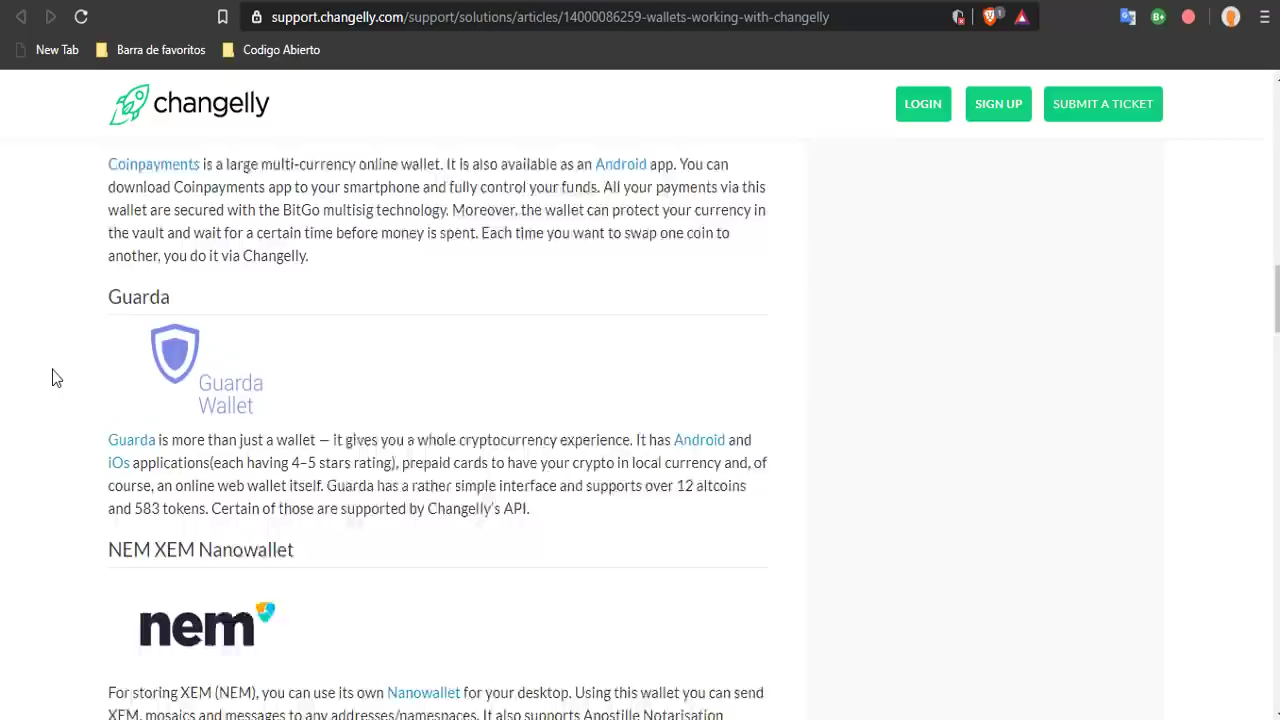 support.changelly.com/support/solutions/articles/14000086259-wallets-working-with-changelly
1
B+
New Tab
Barra de favoritos
Codigo Abierto
changelly
LOGIN
SIGN UP
SUBMIT A TICKET
Coinpayments is a large multi-currency online wallet. It is also available as an Android app. You can
download Coinpayments app to your smartphone and fully control your funds. All your payments via this
wallet are secured with the BitGo multisig technology. Moreover, the wallet can protect your currency in
the vault and wait for a certain time before money is spent. Each time you want to swap one coin to
another, you do it via Changelly.
Guarda
Guarda
Wallet
Guarda is more than just a wallet — it gives you a whole cryptocurrency experience. It has Android and
iOs applications(each having 4–5 stars rating), prepaid cards to have your crypto in local currency and, of
course, an online web wallet itself. Guarda has a rather simple interface and supports over 12 altcoins
and 583 tokens. Certain of those are supported by Changelly's API.
NEM XEM Nanowallet
nem
For storing XEM (NEM), you can use its own Nanowallet for your desktop. Using this wallet you can send
XEM, mosaics and messages to any addresses/namespaces. It also supports Apostille Notarisation